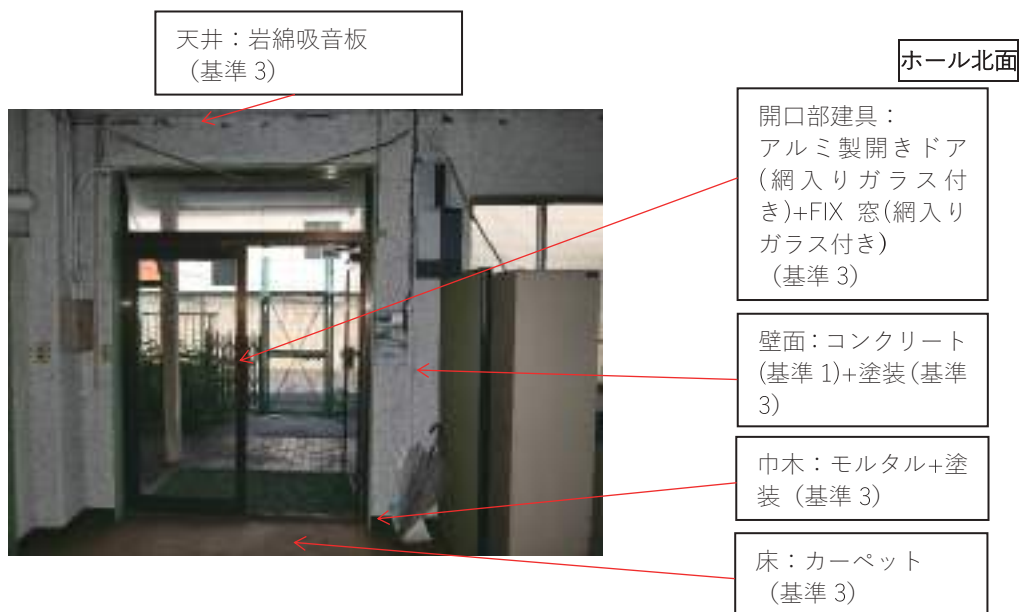 天井：岩綿吸音板
（基準 3）
ホール北面
開口部建具：
アルミ製開きドア
(網入りガラス付
き)+FIX 窓(網入り
ガラス付き)
（基準 3）
壁面：コンクリート
(基準 1)+塗装(基準
3)
巾木：モルタル+塗
装（基準 3）
床：カーペット
（基準 3）